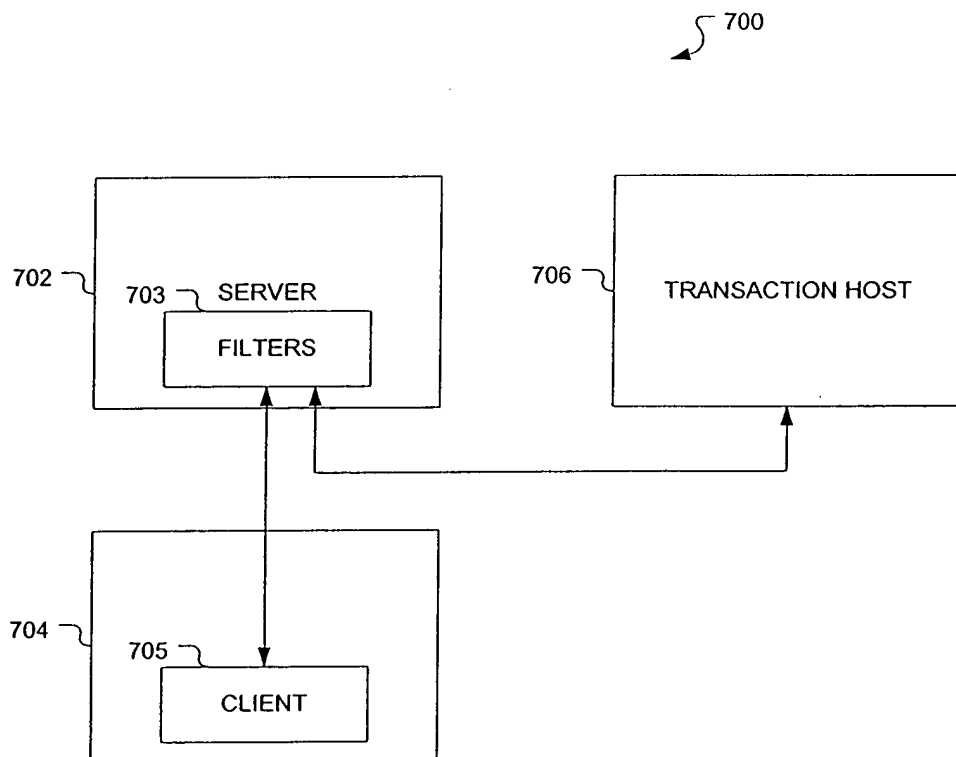 700
702
SERVER
703
FILTERS
706
TRANSACTION HOST
704
705
CLIENT